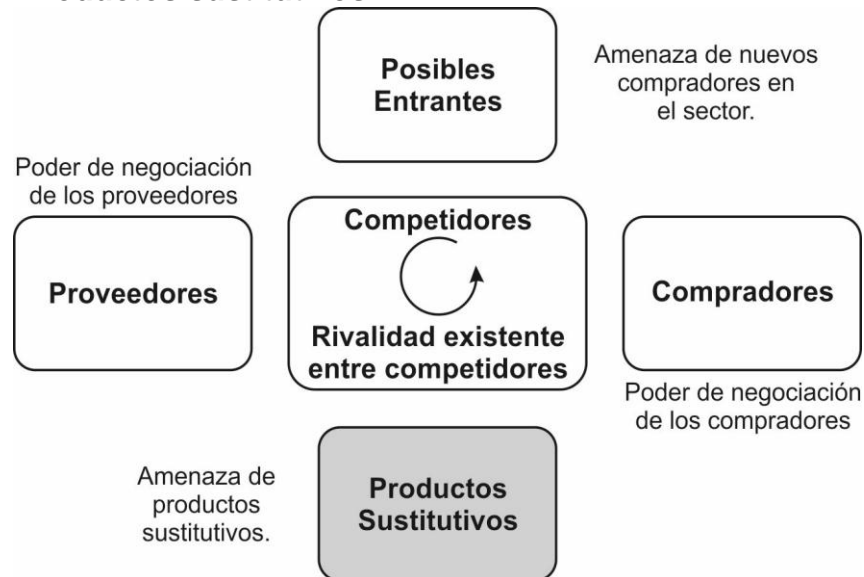 Posibles
Entrantes
Amenaza de nuevos
compradores en
el sector.
Poder de negociación
de los proveedores
Proveedores
Competidores
Rivalidad existente
entre competidores
Compradores
Poder de negociación
de los compradores
Amenaza de
productos
sustitutivos.
Productos
Sustitutivos